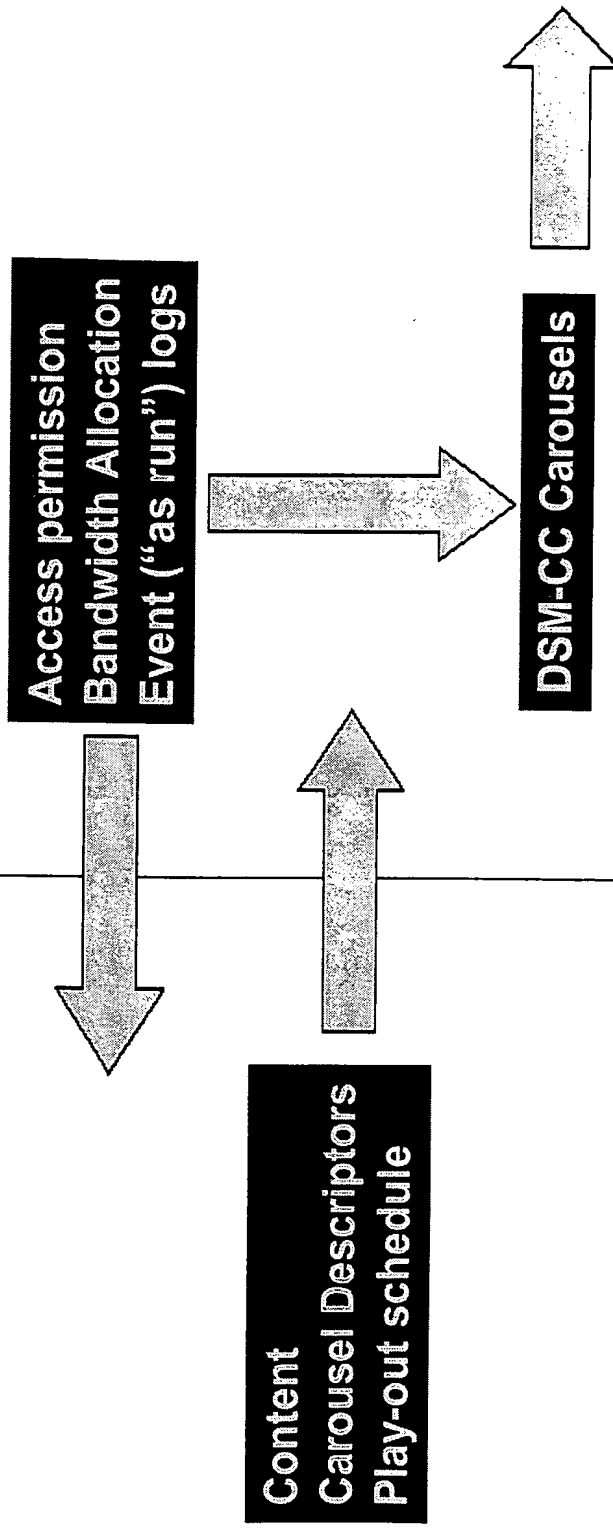 Access permission
Bandwidth Allocation
Event (“as run”) logs
Content
Carousel Descriptors
Play-out schedule
DSM-CC Carousels